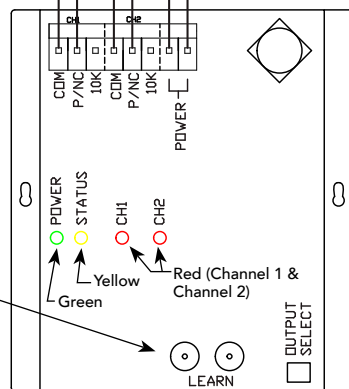 CH1
CH2
COM
P/NC
10K
COM
P/NC
10K
POWER
POWER
STATUS
CH1
CH2
Yellow
Green
Red (Channel 1 &
Channel 2)
LEARN
OUTPUT
SELECT